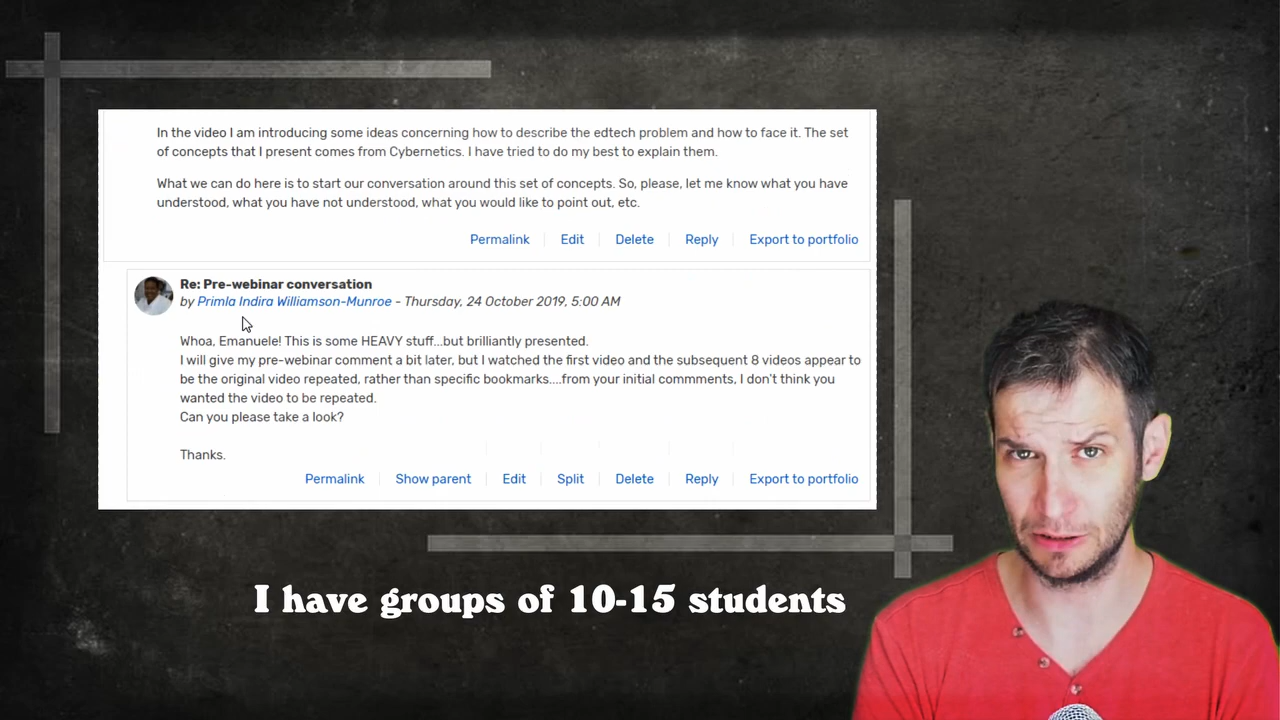 In the video I am introducing some ideas concerning how to describe the edtech problem and how to face it. The set
of concepts that I present comes from Cybernetics. I have tried to do my best to explain them.
What we can do here is to start our conversation around this set of concepts. So, please, let me know what you have
understood, what you have not understood, what you would like to point out, etc.
Permalink Edit Delete Reply Export to portfolio
Re: Pre-webinar conversation
by Primla Indira Williamson-Munroe - Thursday, 24 October 2019, 5:00 AM
Whoa, Emanuele! This is some HEAVY stuff...but brilliantly presented.
I will give my pre-webinar comment a bit later, but I watched the first video and the subsequent 8 videos appear to
be the original video repeated, rather than specific bookmarks....from your initial commments, I don't think you
wanted the video to be repeated.
Can you please take a look?
Thanks.
Permalink Show parent Edit Split Delete Reply Export to portfolio
I have groups of 10-15 students